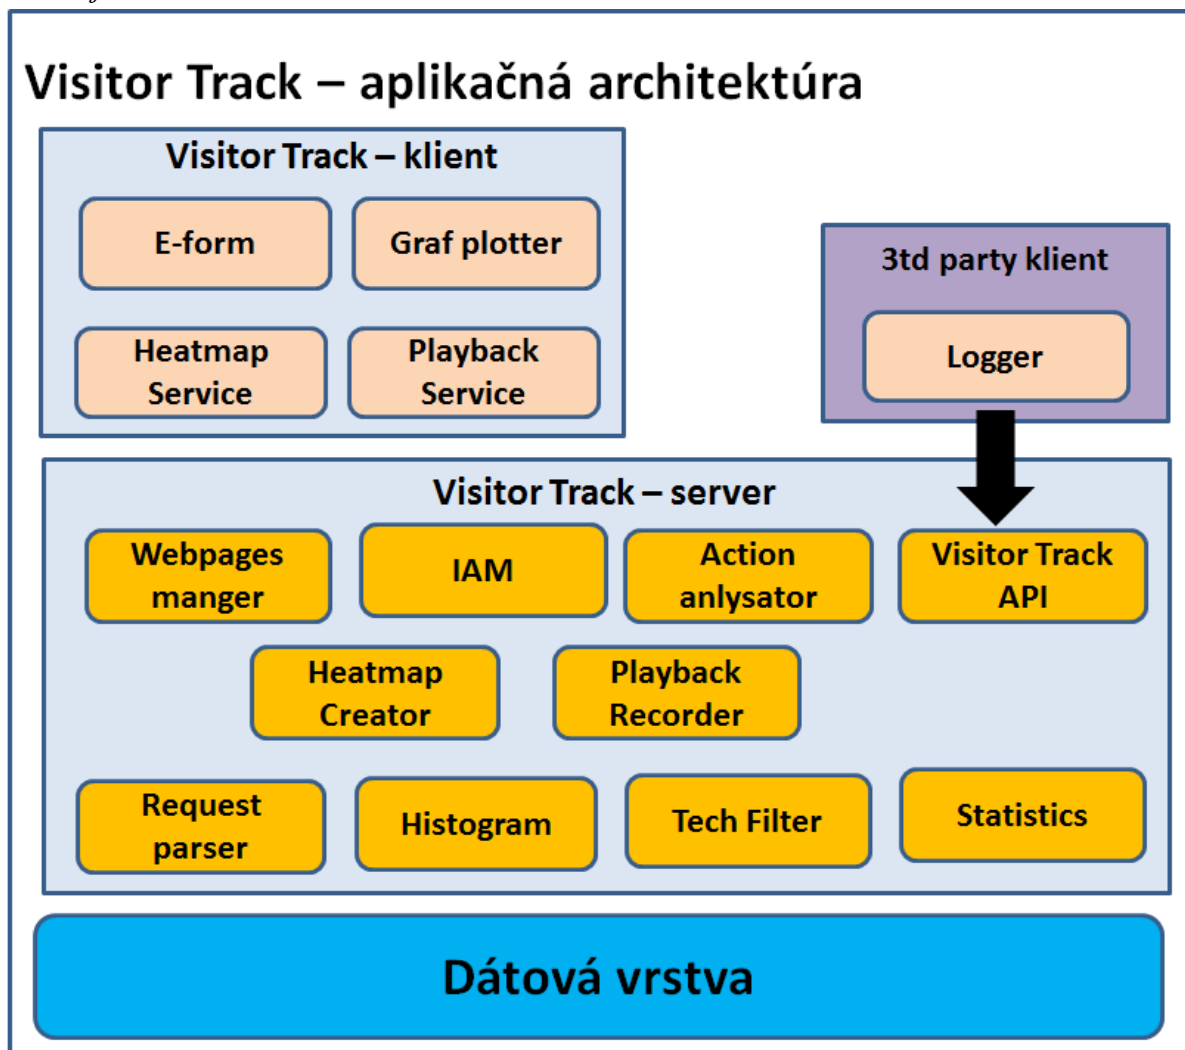 Visitor Track – aplikačná architektúra
Visitor Track – klient
E-form
Graf plotter
Heatmap
Service
Playback
Service
3td party klient
Logger
Visitor Track – server
Webpages
manger
IAM
Action
anlysator
Visitor Track
API
Heatmap
Creator
Playback
Recorder
Request
parser
Histogram
Tech Filter
Statistics
Dátová vrstva